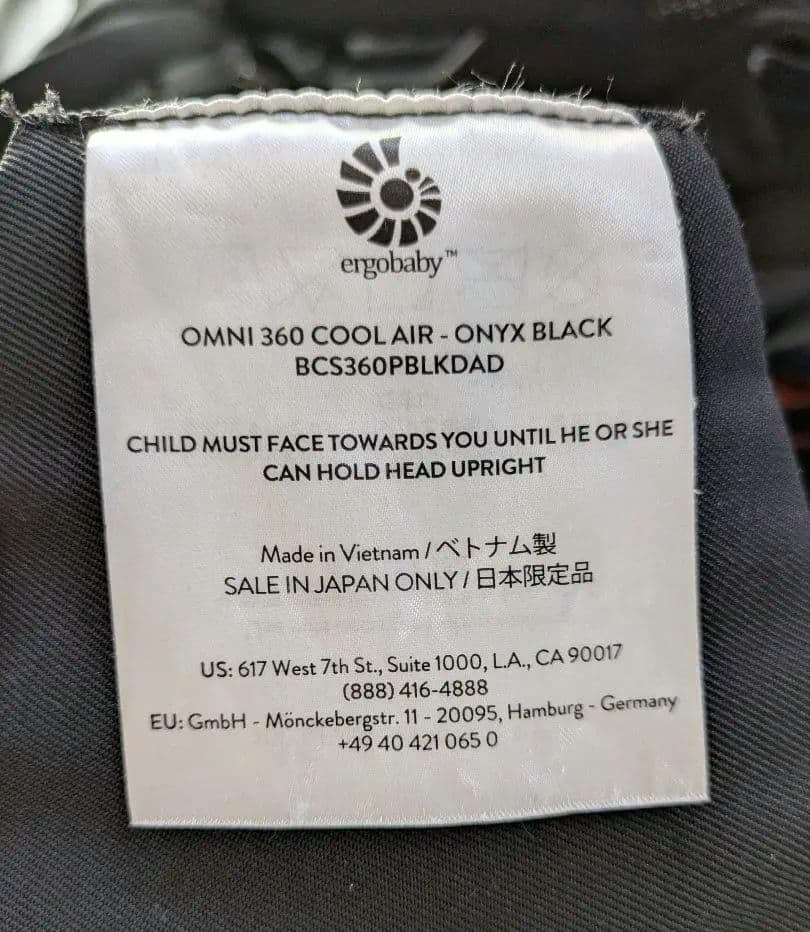 ergobaby™
OMNI 360 COOL AIR - ONYX BLACK
BCS360PBLKDAD
CHILD MUST FACE TOWARDS YOU UNTIL HE OR SHE
CAN HOLD HEAD UPRIGHT
Made in Vietnam / ベトナム製
SALE IN JAPAN ONLY / 日本限定品
US: 617 West 7th St., Suite 1000, L.A., CA 90017
(888) 416-4888
EU: GmbH - Mönckebergstr. 11 - 20095, Hamburg - Germany
+49 40 421 065 0